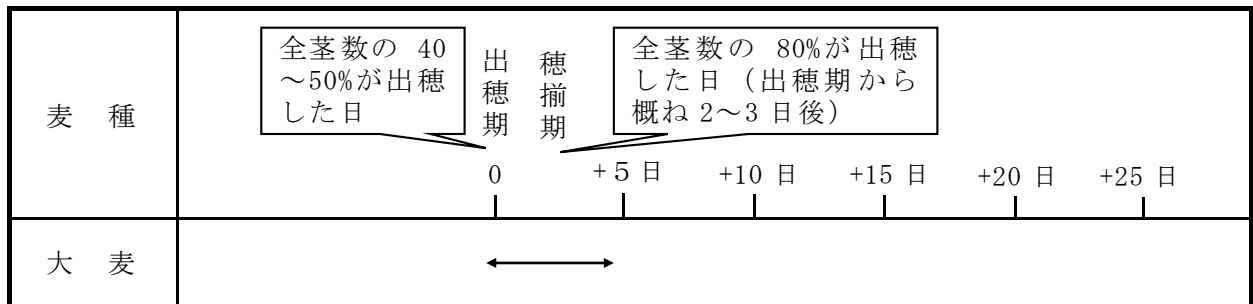 麦種
全茎数の 40
～50%が出穂
した日
出穂期
穂揃期
全茎数の 80%が出穂
した日（出穂期から
概ね 2～3 日後）
0 +５日 +10 日 +15 日 +20 日 +25 日
大麦